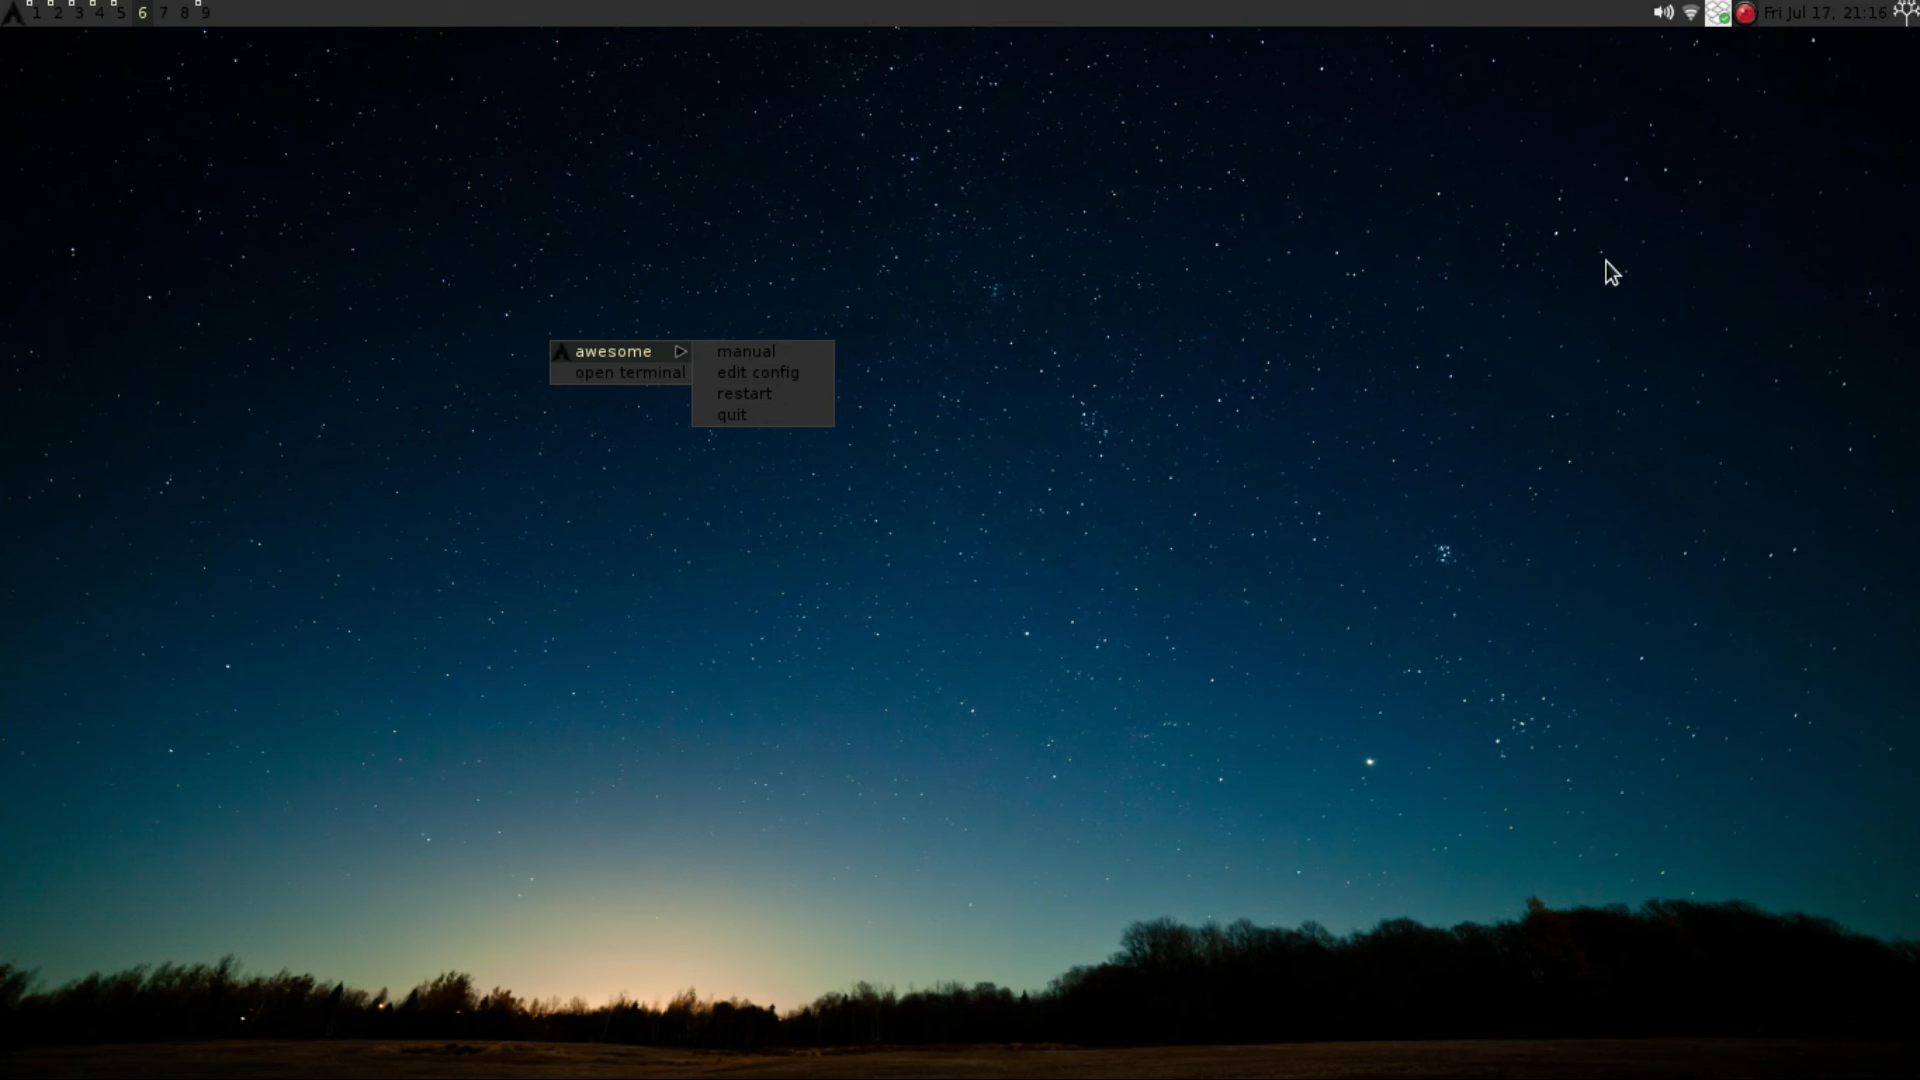 1 2 3 4 5 6 7 8 9 Fri Jul 17, 21:16
awesome manual
open terminal edit config
restart
quit